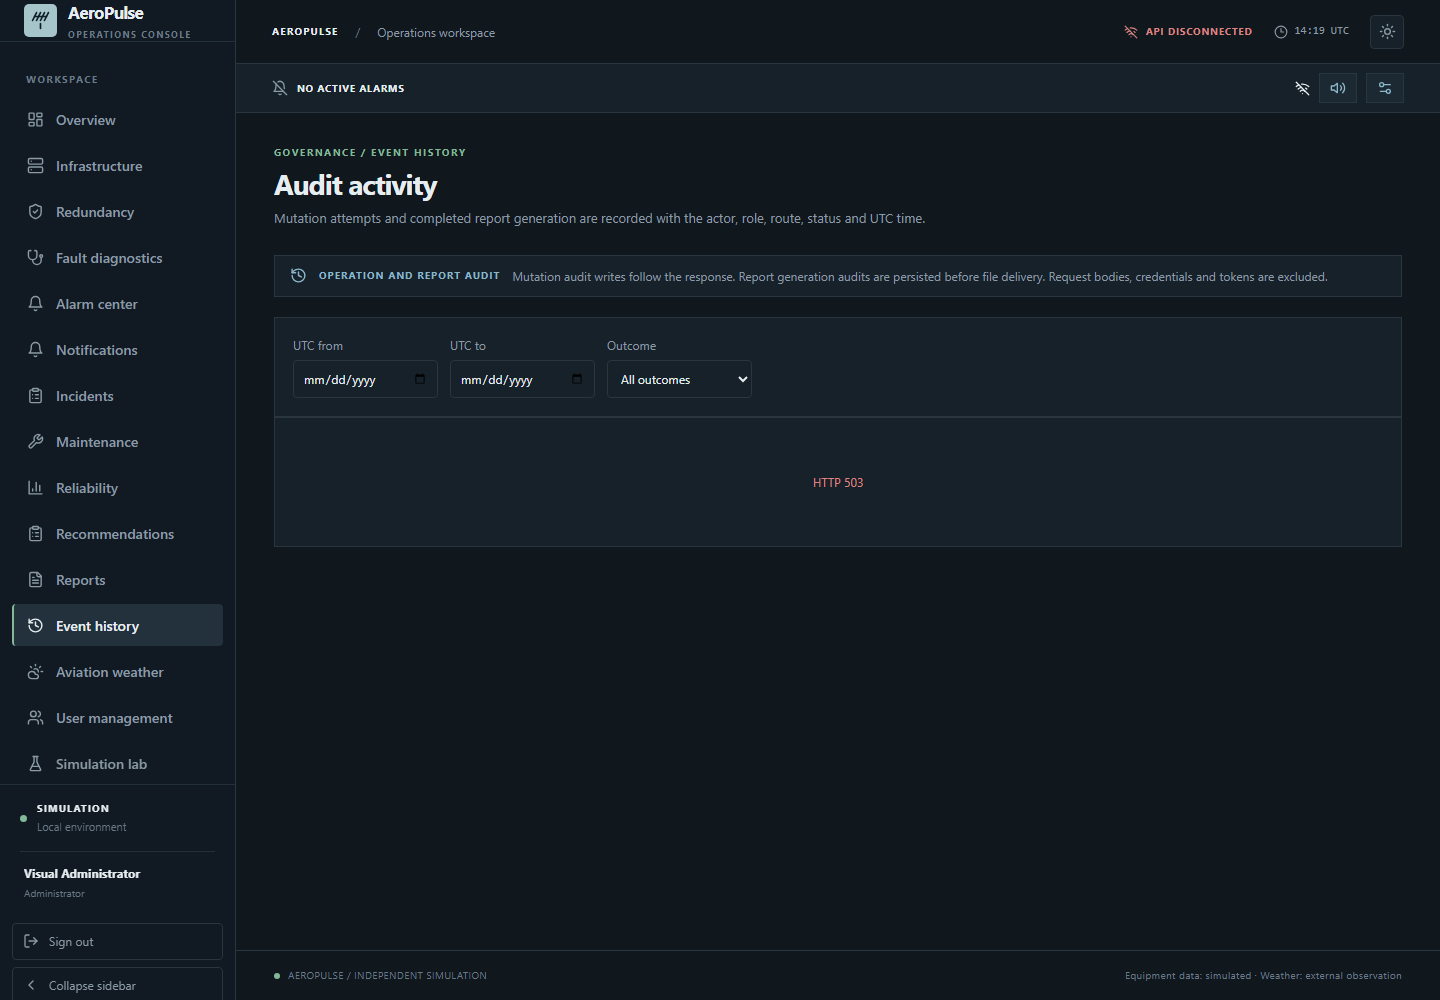 AeroPulse
OPERATIONS CONSOLE
WORKSPACE
Overview
Infrastructure
Redundancy
Fault diagnostics
Alarm center
Notifications
Incidents
Maintenance
Reliability
Recommendations
Reports
Event history
Aviation weather
User management
Simulation lab
SIMULATION
Local environment
Visual Administrator
Administrator
Sign out
Collapse sidebar
AEROPULSE / Operations workspace
API DISCONNECTED 14:19 UTC
NO ACTIVE ALARMS
GOVERNANCE / EVENT HISTORY
Audit activity
Mutation attempts and completed report generation are recorded with the actor, role, route, status and UTC time.
OPERATION AND REPORT AUDIT Mutation audit writes follow the response. Report generation audits are persisted before file delivery. Request bodies, credentials and tokens are excluded.
UTC from UTC to Outcome
mm/dd/yyyy mm/dd/yyyy All outcomes
HTTP 503
AEROPULSE / INDEPENDENT SIMULATION
Equipment data: simulated · Weather: external observation